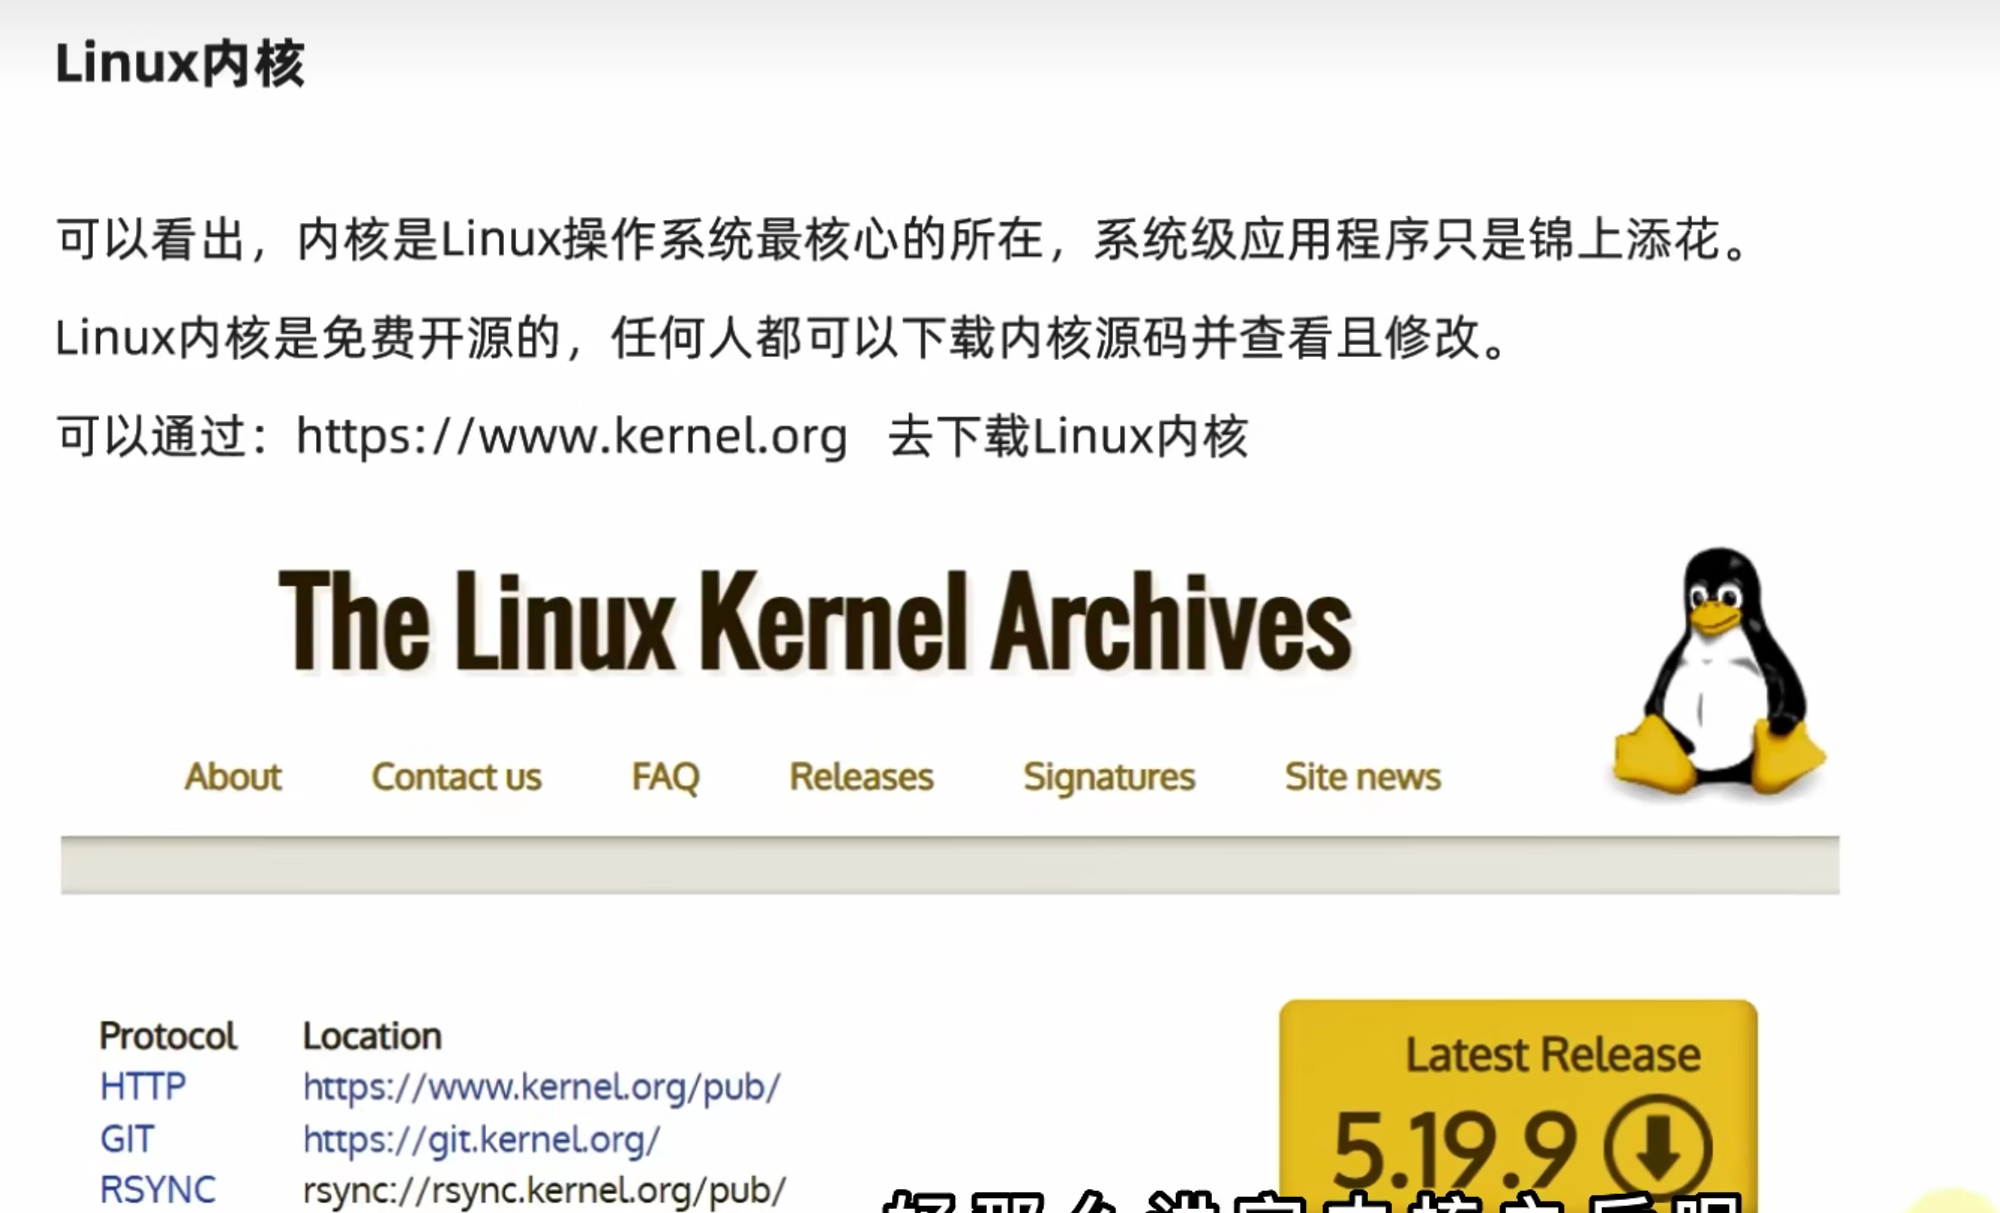 Linux内核
可以看出，内核是Linux操作系统最核心的所在，系统级应用程序只是锦上添花。
Linux内核是免费开源的，任何人都可以下载内核源码并查看且修改。
可以通过：https://www.kernel.org 去下载Linux内核
The Linux Kernel Archives
About Contact us FAQ Releases Signatures Site news
Protocol Location
HTTP https://www.kernel.org/pub/
GIT https://git.kernel.org/
RSYNC rsync://rsync.kernel.org/pub/
Latest Release
5.19.9